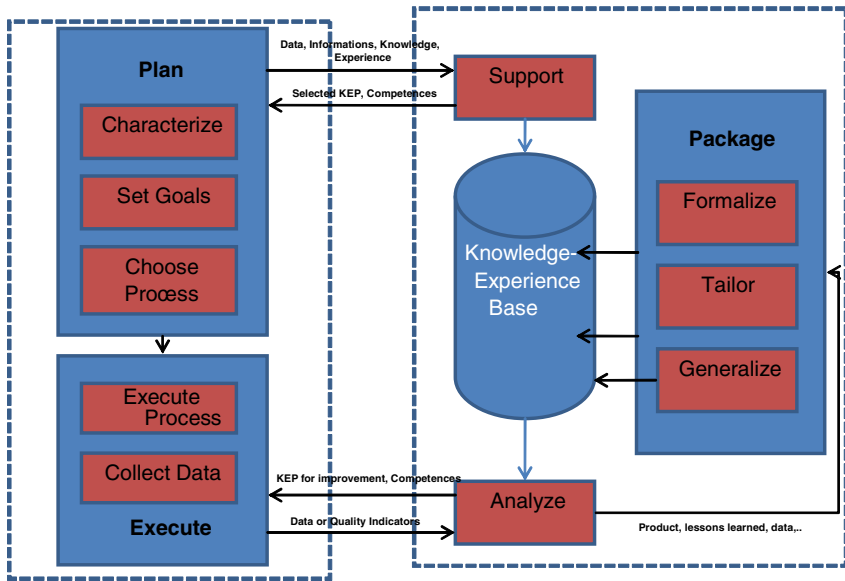 Plan
Characterize
Set Goals
Choose
Process
Execute
Process
Collect Data
Execute
Data, Informations, Knowledge,
Experience
Selected KEP, Competences
KEP for improvement, Competences
Data or Quality Indicators
Support
Knowledge-
Experience
Base
Analyze
Package
Formalize
Tailor
Generalize
Product, lessons learned, data,..